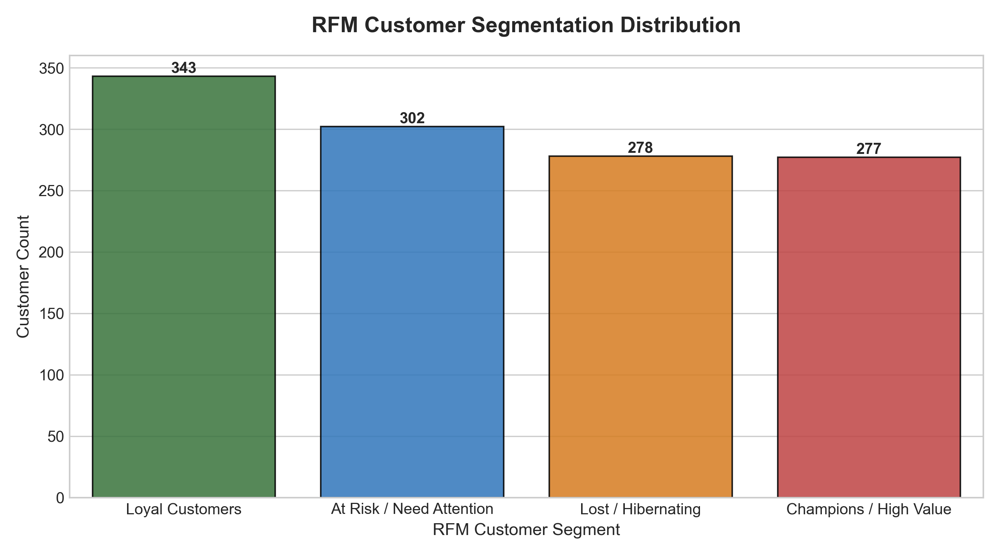 RFM Customer Segmentation Distribution
350
300
250
200
150
100
50
0
Customer Count
343
302
278
277
Loyal Customers
At Risk / Need Attention
Lost / Hibernating
Champions / High Value
RFM Customer Segment